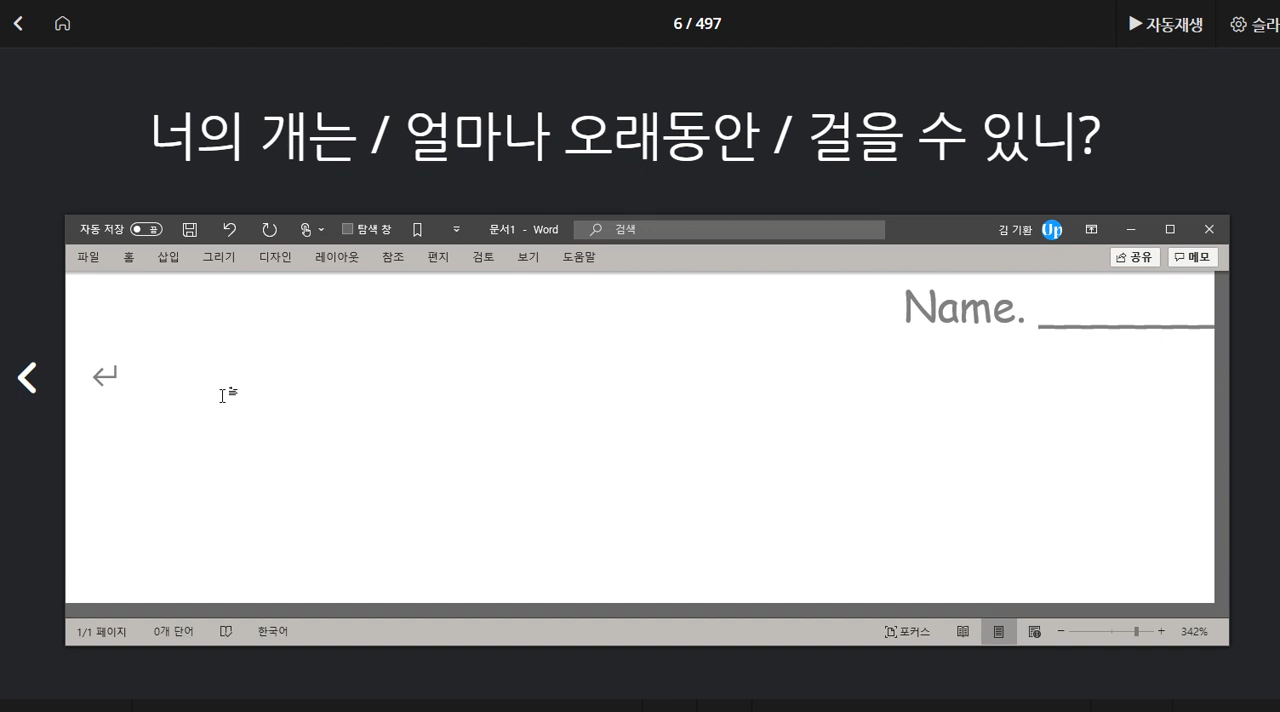 6 / 497
▶ 자동재생
슬라
너의 개는 / 얼마나 오래동안 / 걸을 수 있니?
자동 저장
끔
탐색 창
문서1 - Word
검색
김 기환
Up
파일 홈 삽입 그리기 디자인 레이아웃 참조 편지 검토 보기 도움말
공유
메모
Name. __________
1/1 페이지
0개 단어
한국어
포커스
342%